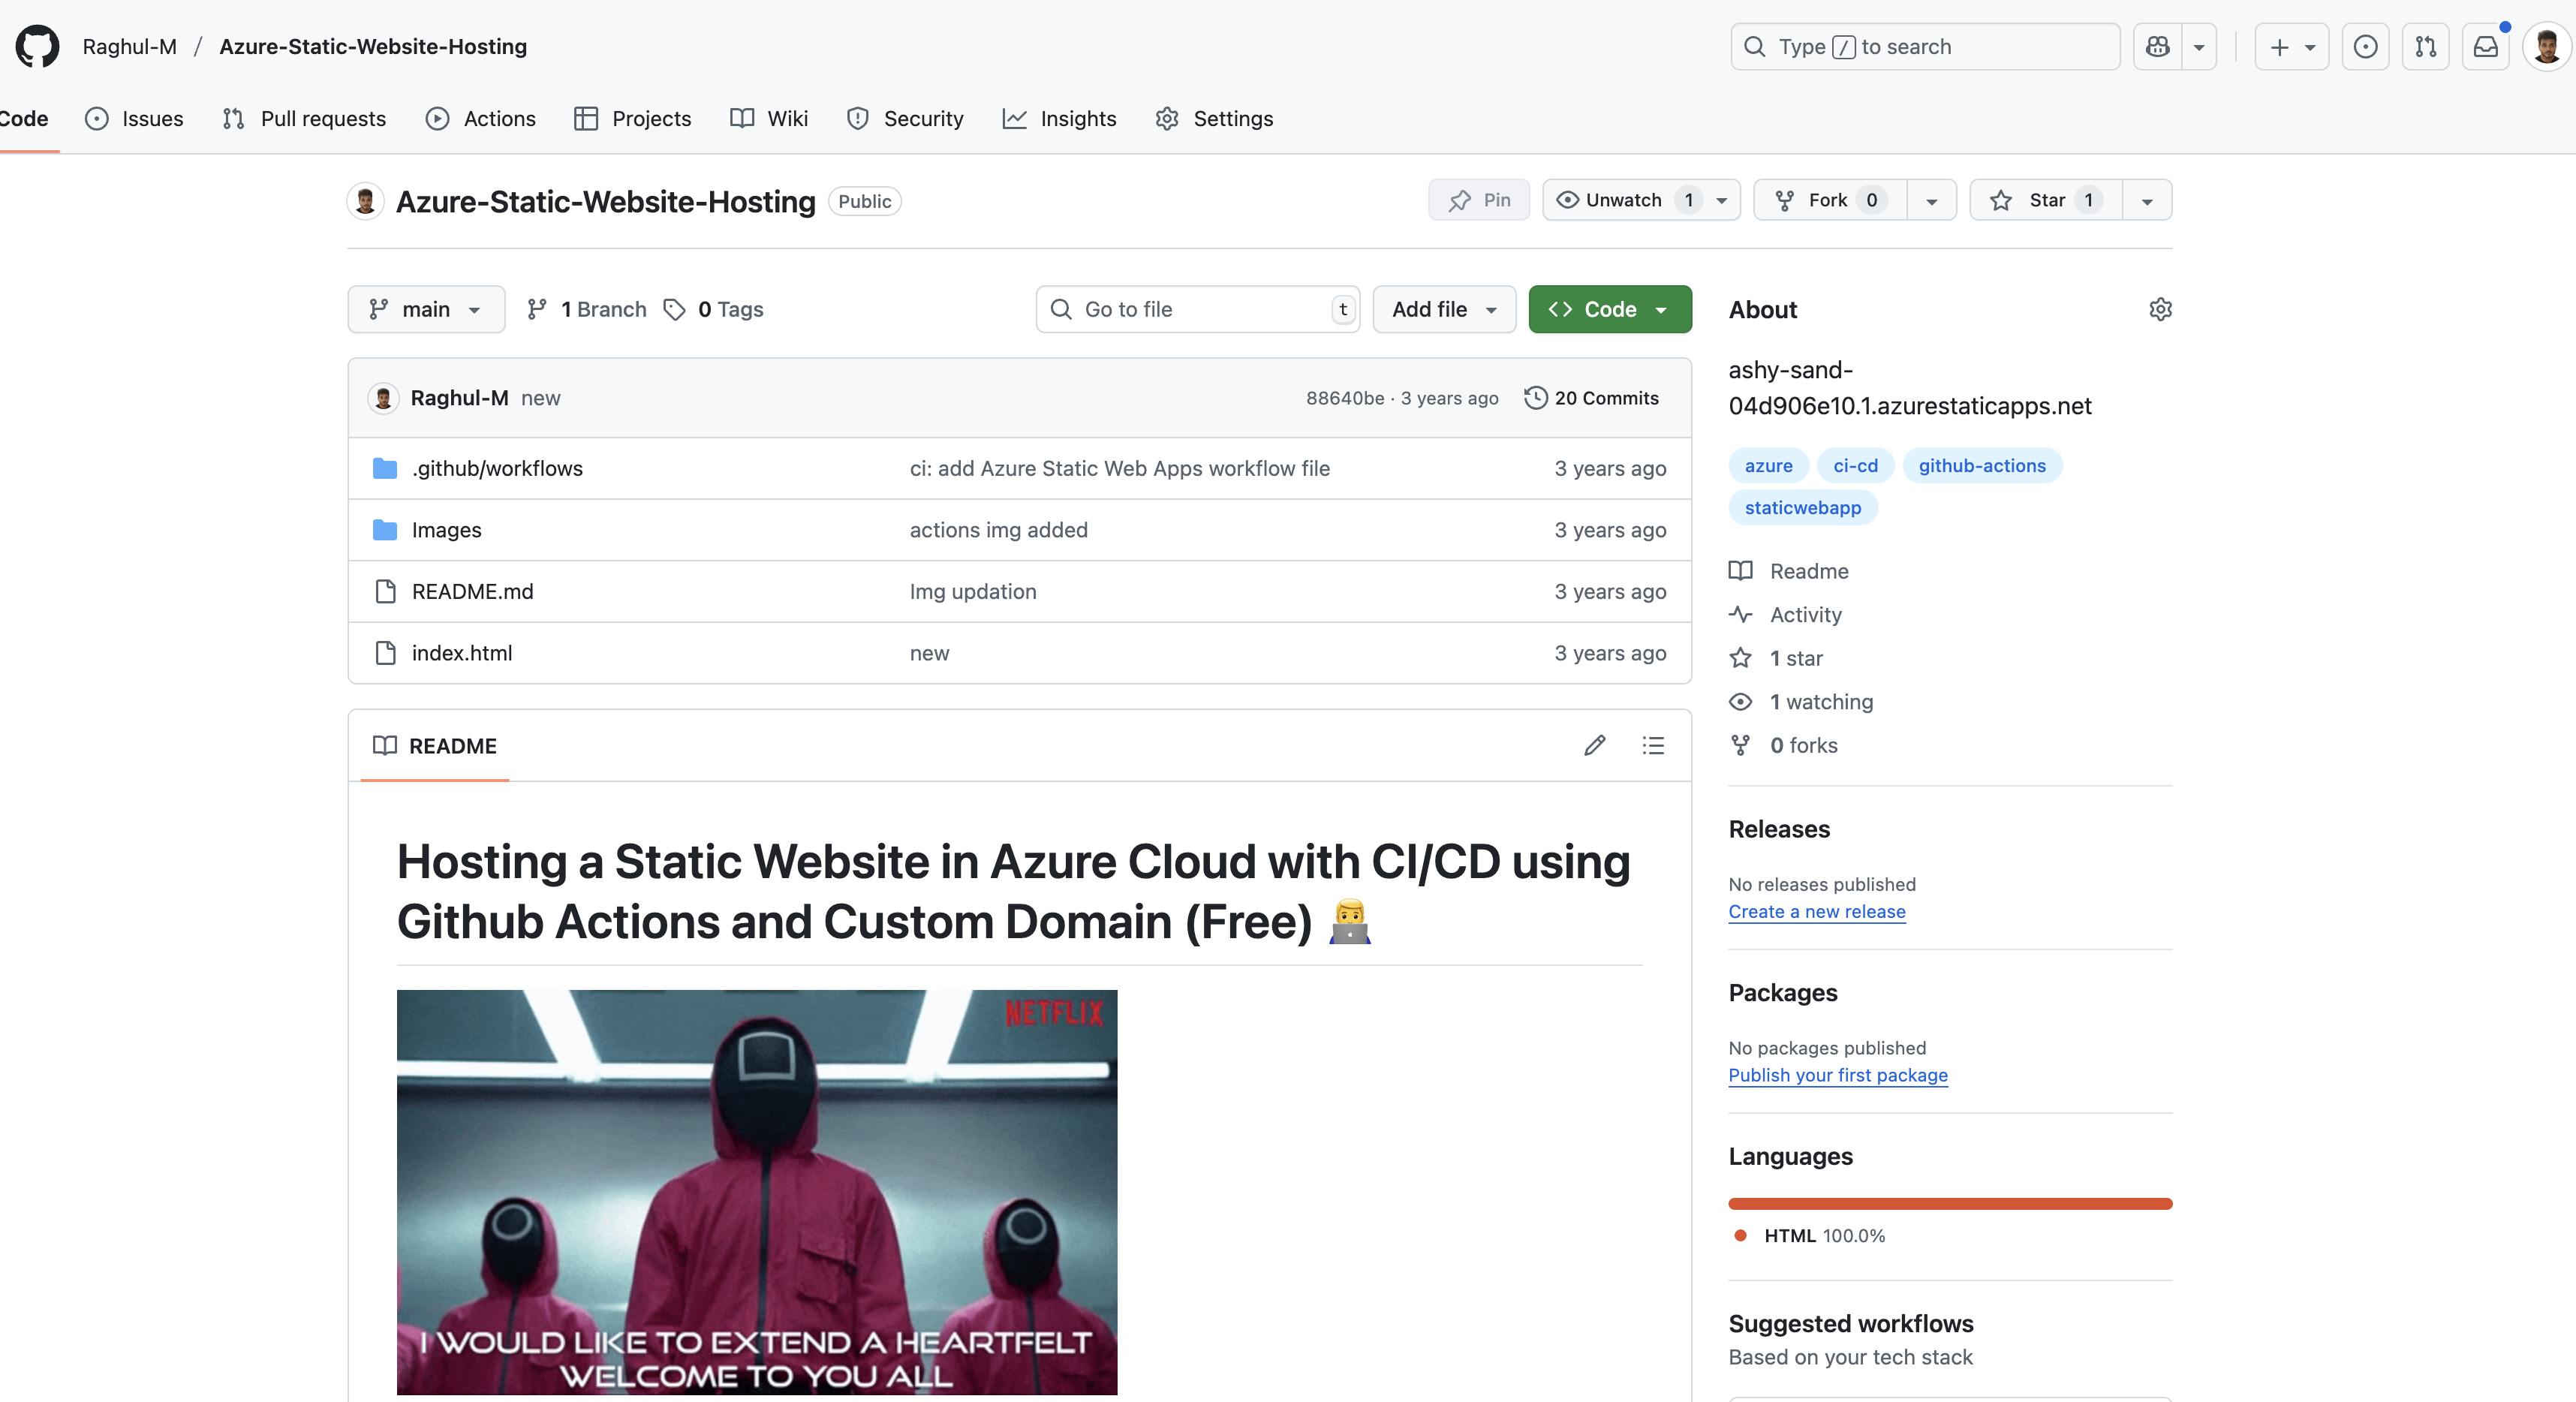 Raghul-M / Azure-Static-Website-Hosting
Type / to search
Code Issues Pull requests Actions Projects Wiki Security Insights Settings
Azure-Static-Website-Hosting Public
Pin Unwatch 1 Fork 0 Star 1
main 1 Branch 0 Tags
Go to file t Add file Code
Raghul-M new 88640be · 3 years ago 20 Commits
.github/workflows ci: add Azure Static Web Apps workflow file 3 years ago
Images actions img added 3 years ago
README.md Img updation 3 years ago
index.html new 3 years ago
README
Hosting a Static Website in Azure Cloud with CI/CD using
Github Actions and Custom Domain (Free) 👨‍💻
NETFLIX
I WOULD LIKE TO EXTEND A HEARTFELT
WELCOME TO YOU ALL
About
ashy-sand-
04d906e10.1.azurestaticapps.net
azure ci-cd github-actions
staticwebapp
Readme
Activity
1 star
1 watching
0 forks
Releases
No releases published
Create a new release
Packages
No packages published
Publish your first package
Languages
HTML 100.0%
Suggested workflows
Based on your tech stack